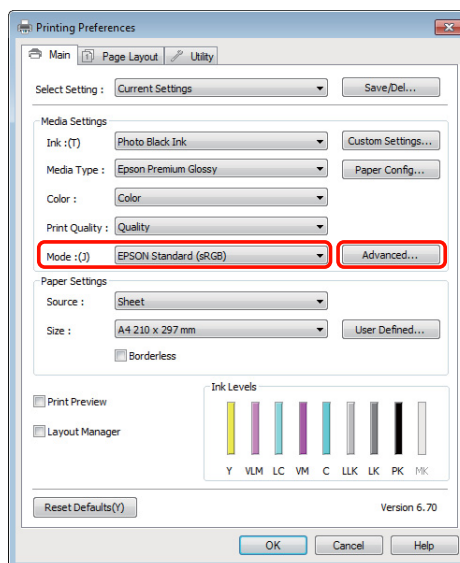 Printing Preferences
Main Page Layout Utility
Select Setting : Current Settings Save/Del...
Media Settings
Ink :(T) Photo Black Ink Custom Settings...
Media Type : Epson Premium Glossy Paper Config...
Color : Color
Print Quality : Quality
Mode :(J) EPSON Standard (sRGB) Advanced...
Paper Settings
Source : Sheet
Size : A4 210 x 297 mm User Defined...
Borderless
Ink Levels
Print Preview
Layout Manager
Y VLM LC VM C LLK LK PK MK
Reset Defaults(Y) Version 6.70
OK Cancel Help